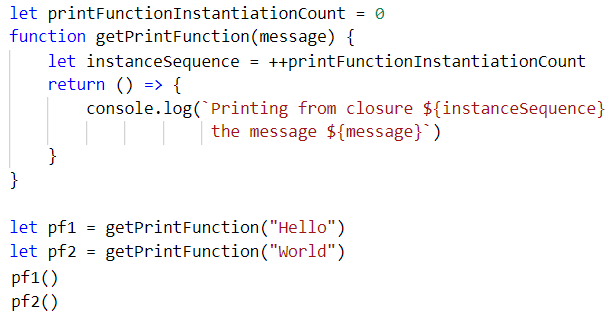 let printFunctionInstantiationCount = 0
function getPrintFunction(message) {
    let instanceSequence = ++printFunctionInstantiationCount
    return () => {
        console.log(`Printing from closure ${instanceSequence}
                     the message ${message}`)
    }
}

let pf1 = getPrintFunction("Hello")
let pf2 = getPrintFunction("World")
pf1()
pf2()